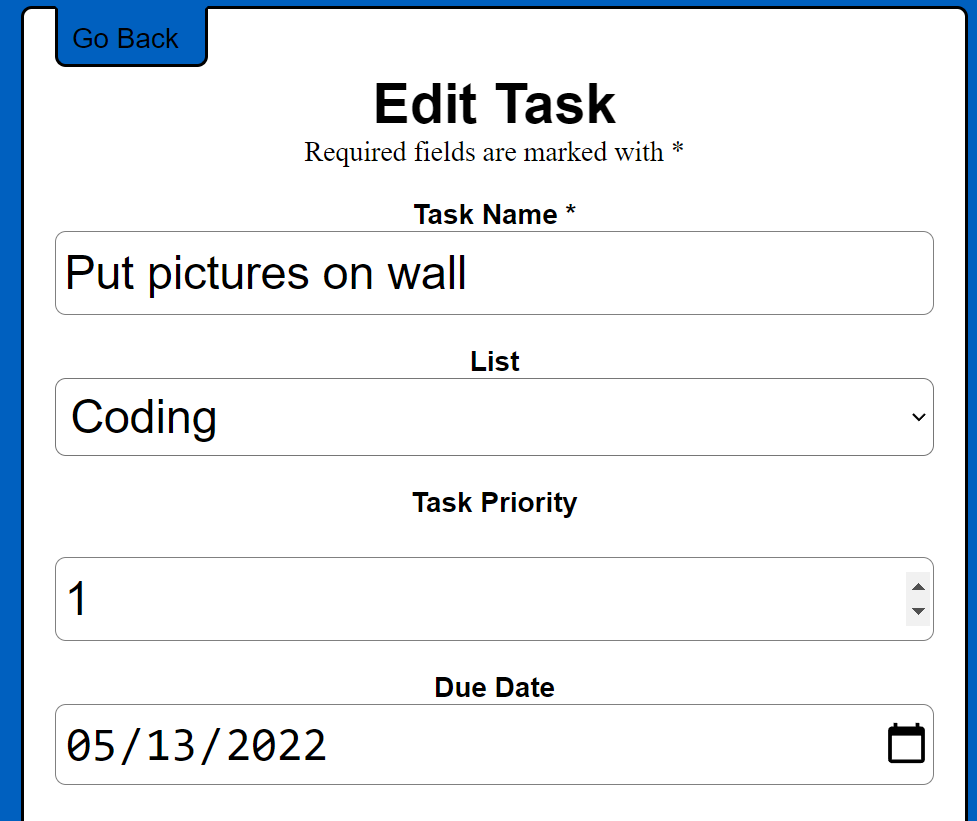 Go Back
Edit Task
Required fields are marked with *
Task Name *
Put pictures on wall
List
Coding
Task Priority
1
Due Date
05/13/2022